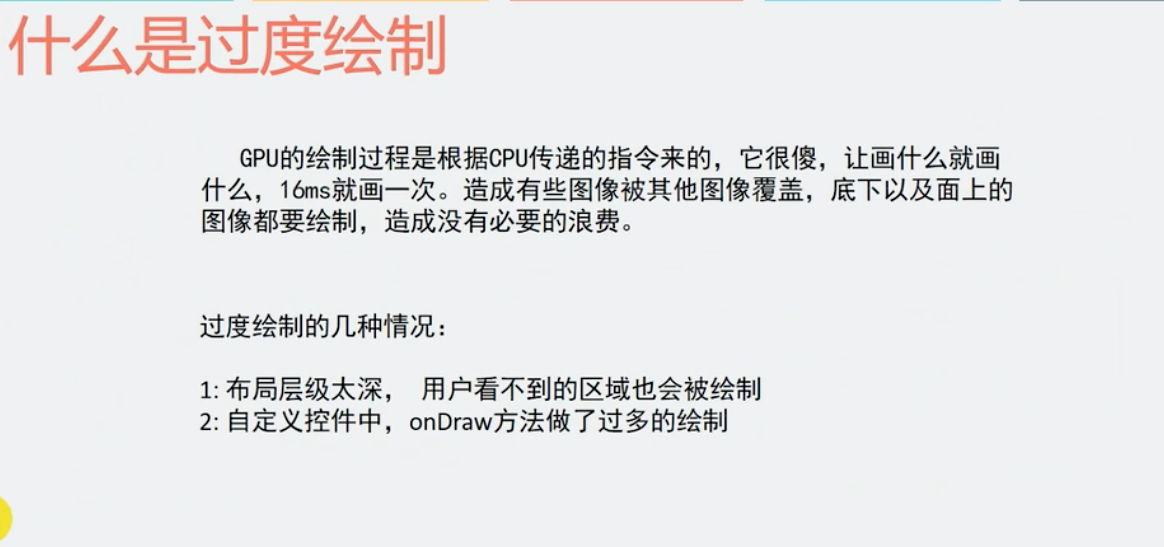 什么是过度绘制
GPU的绘制过程是根据CPU传递的指令来的，它很傻，让画什么就画
什么，16ms就画一次。造成有些图像被其他图像覆盖，底下以及面上的
图像都要绘制，造成没有必要的浪费。
过度绘制的几种情况：
1: 布局层级太深， 用户看不到的区域也会被绘制
2: 自定义控件中，onDraw方法做了过多的绘制